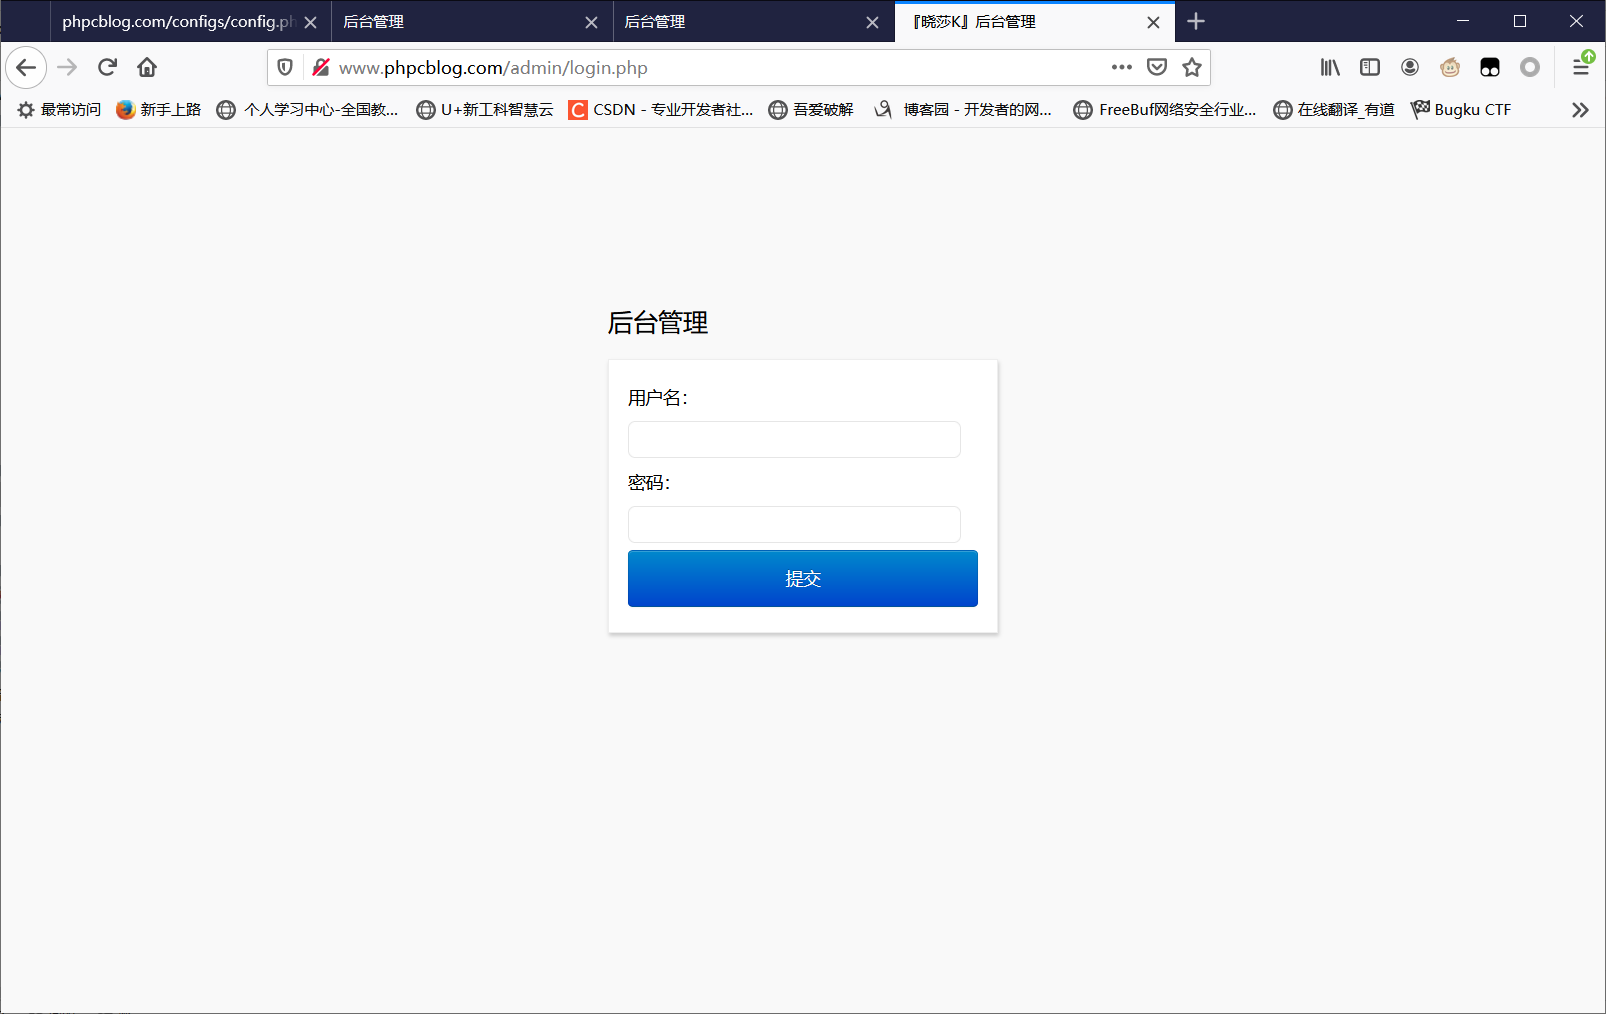 phpcblog.com/configs/config.ph
后台管理
后台管理
『晓莎K』后台管理
www.phpcblog.com/admin/login.php
最常访问
新手上路
个人学习中心-全国教...
U+新工科智慧云
CSDN - 专业开发者社...
吾爱破解
博客园 - 开发者的网...
FreeBuf网络安全行业...
在线翻译_有道
Bugku CTF
后台管理
用户名：
密码：
提交